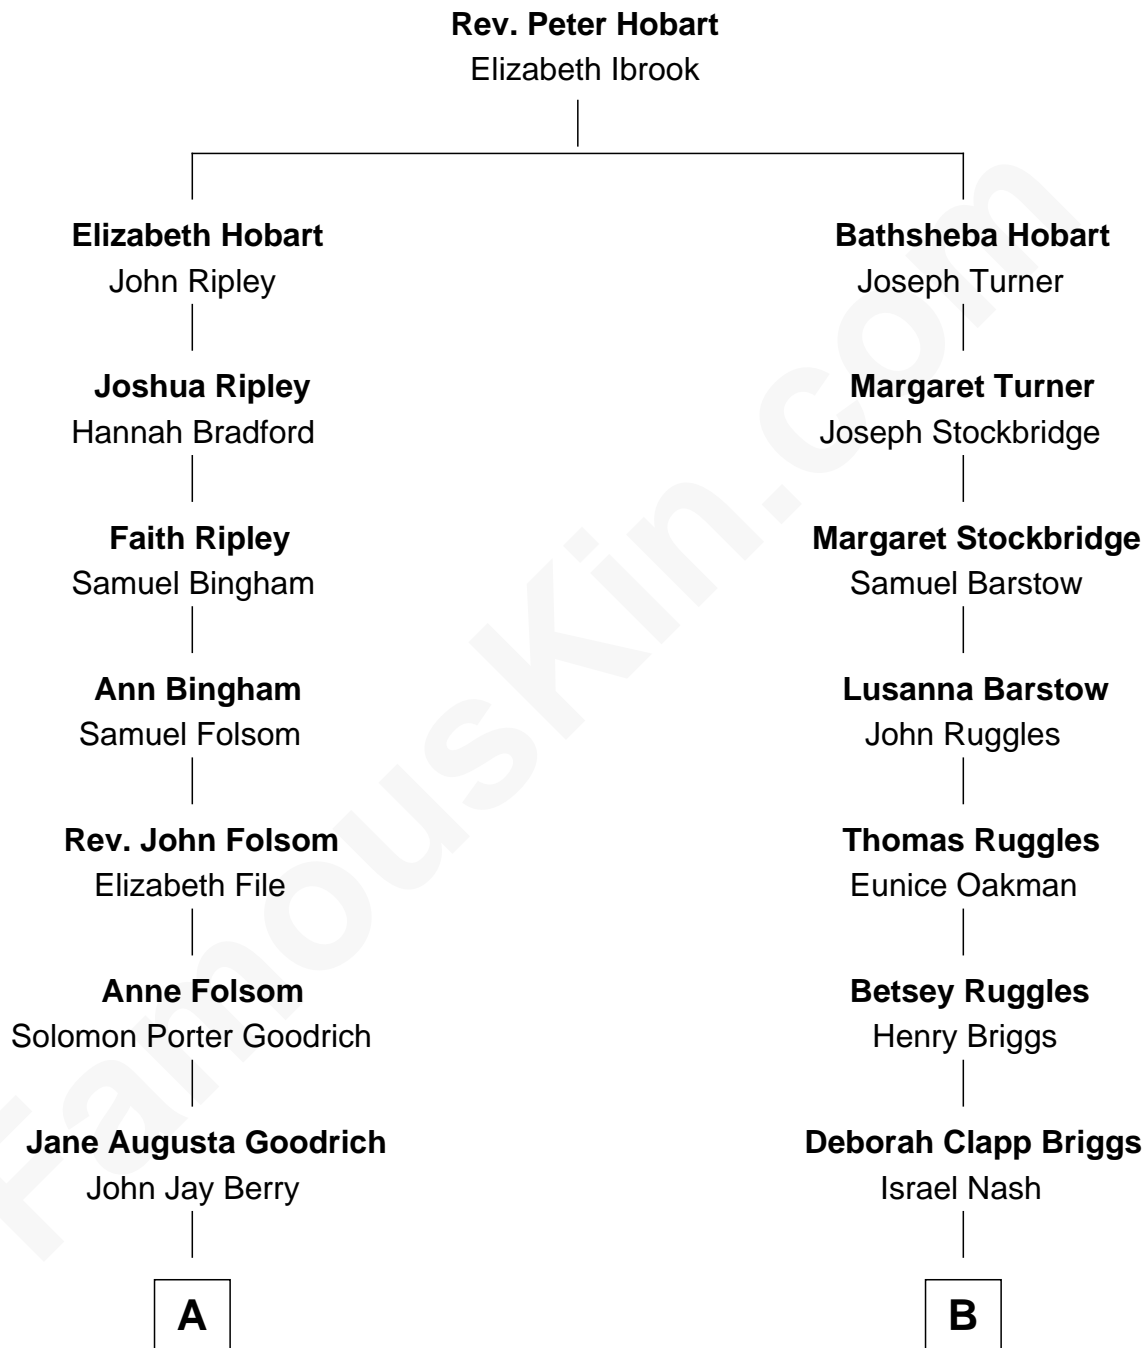 Rev. Peter Hobart
Elizabeth Ibrook
Elizabeth Hobart
John Ripley
Bathsheba Hobart
Joseph Turner
Joshua Ripley
Hannah Bradford
Margaret Turner
Joseph Stockbridge
Faith Ripley
Samuel Bingham
Margaret Stockbridge
Samuel Barstow
Ann Bingham
Samuel Folsom
Lusanna Barstow
John Ruggles
Rev. John Folsom
Elizabeth File
Thomas Ruggles
Eunice Oakman
Anne Folsom
Solomon Porter Goodrich
Betsey Ruggles
Henry Briggs
Jane Augusta Goodrich
John Jay Berry
Deborah Clapp Briggs
Israel Nash
A
B
FamousKin.com